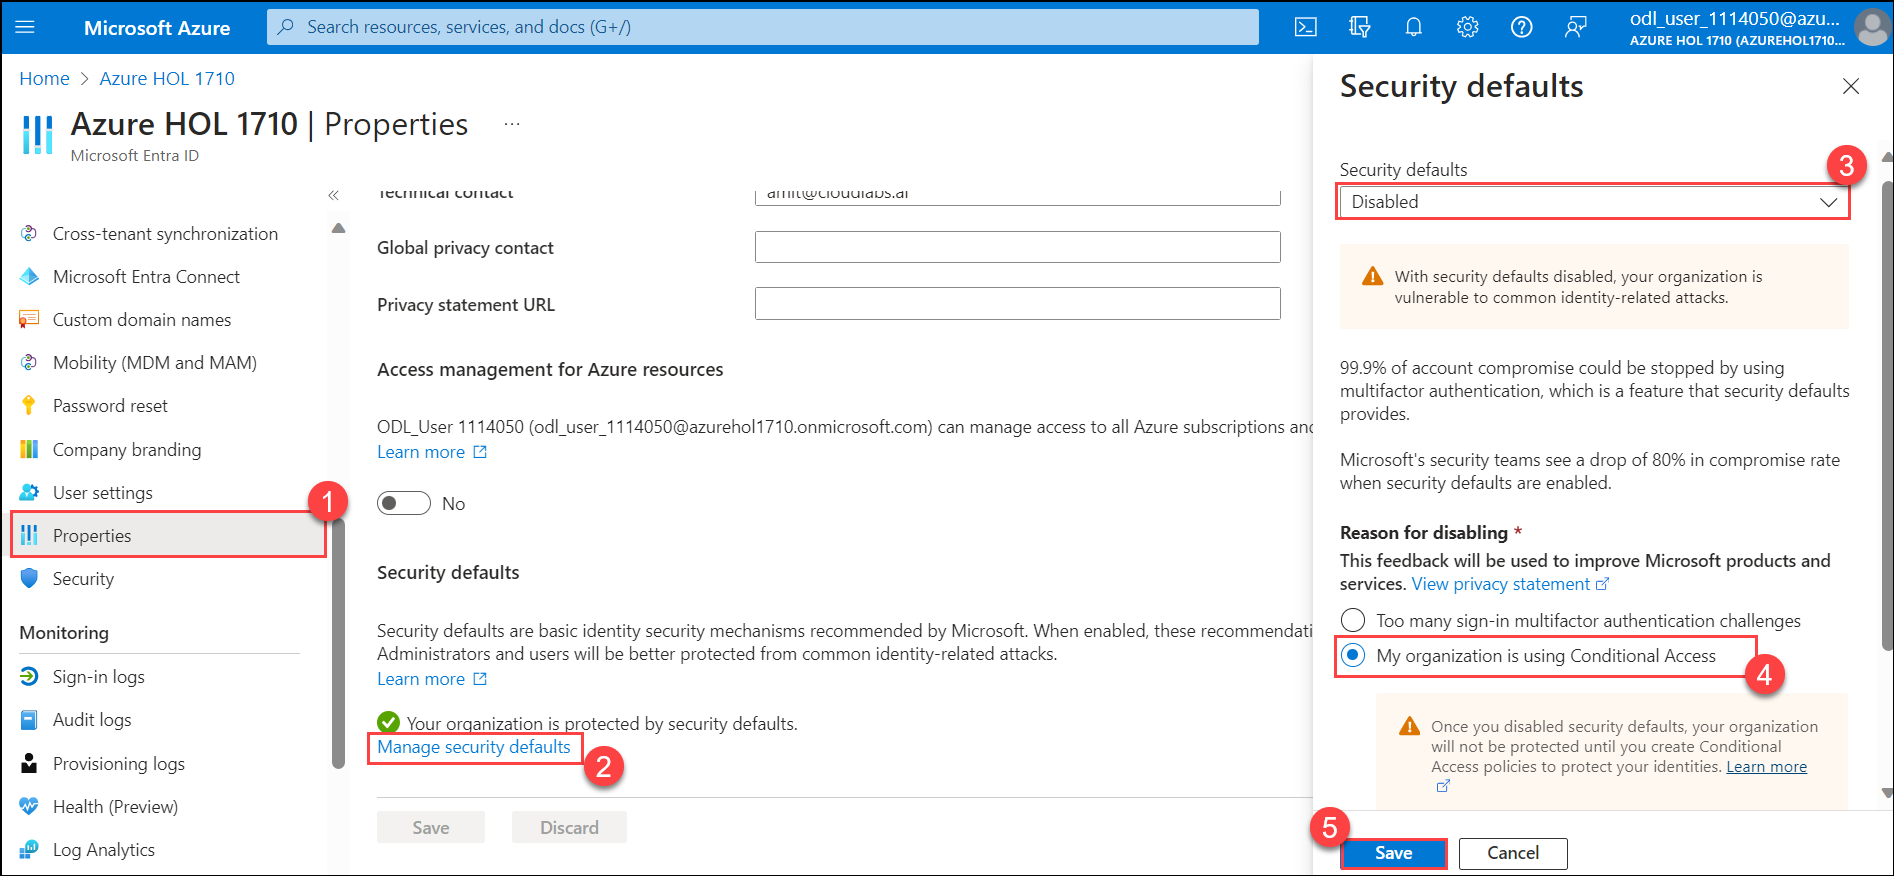 Microsoft Azure
Search resources, services, and docs (G+/)
odl_user_1114050@azu...
AZURE HOL 1710 (AZUREHOL1710...
Home > Azure HOL 1710
Azure HOL 1710 | Properties ...
Microsoft Entra ID
«
Cross-tenant synchronization
Microsoft Entra Connect
Custom domain names
Mobility (MDM and MAM)
Password reset
Company branding
User settings
1
Properties
Security
Monitoring
Sign-in logs
Audit logs
Provisioning logs
Health (Preview)
Log Analytics
Technical contact
amit@cloudlabs.ai
Global privacy contact
Privacy statement URL
Access management for Azure resources
ODL_User 1114050 (odl_user_1114050@azurehol1710.onmicrosoft.com) can manage access to all Azure subscriptions and
Learn more
No
Security defaults
Security defaults are basic identity security mechanisms recommended by Microsoft. When enabled, these recommendati
Administrators and users will be better protected from common identity-related attacks.
Learn more
Your organization is protected by security defaults.
Manage security defaults
2
Save
Discard
Security defaults
Security defaults
3
Disabled
With security defaults disabled, your organization is
vulnerable to common identity-related attacks.
99.9% of account compromise could be stopped by using
multifactor authentication, which is a feature that security defaults
provides.
Microsoft's security teams see a drop of 80% in compromise rate
when security defaults are enabled.
Reason for disabling *
This feedback will be used to improve Microsoft products and
services. View privacy statement
Too many sign-in multifactor authentication challenges
My organization is using Conditional Access
4
Once you disabled security defaults, your organization
will not be protected until you create Conditional
Access policies to protect your identities. Learn more
5
Save
Cancel